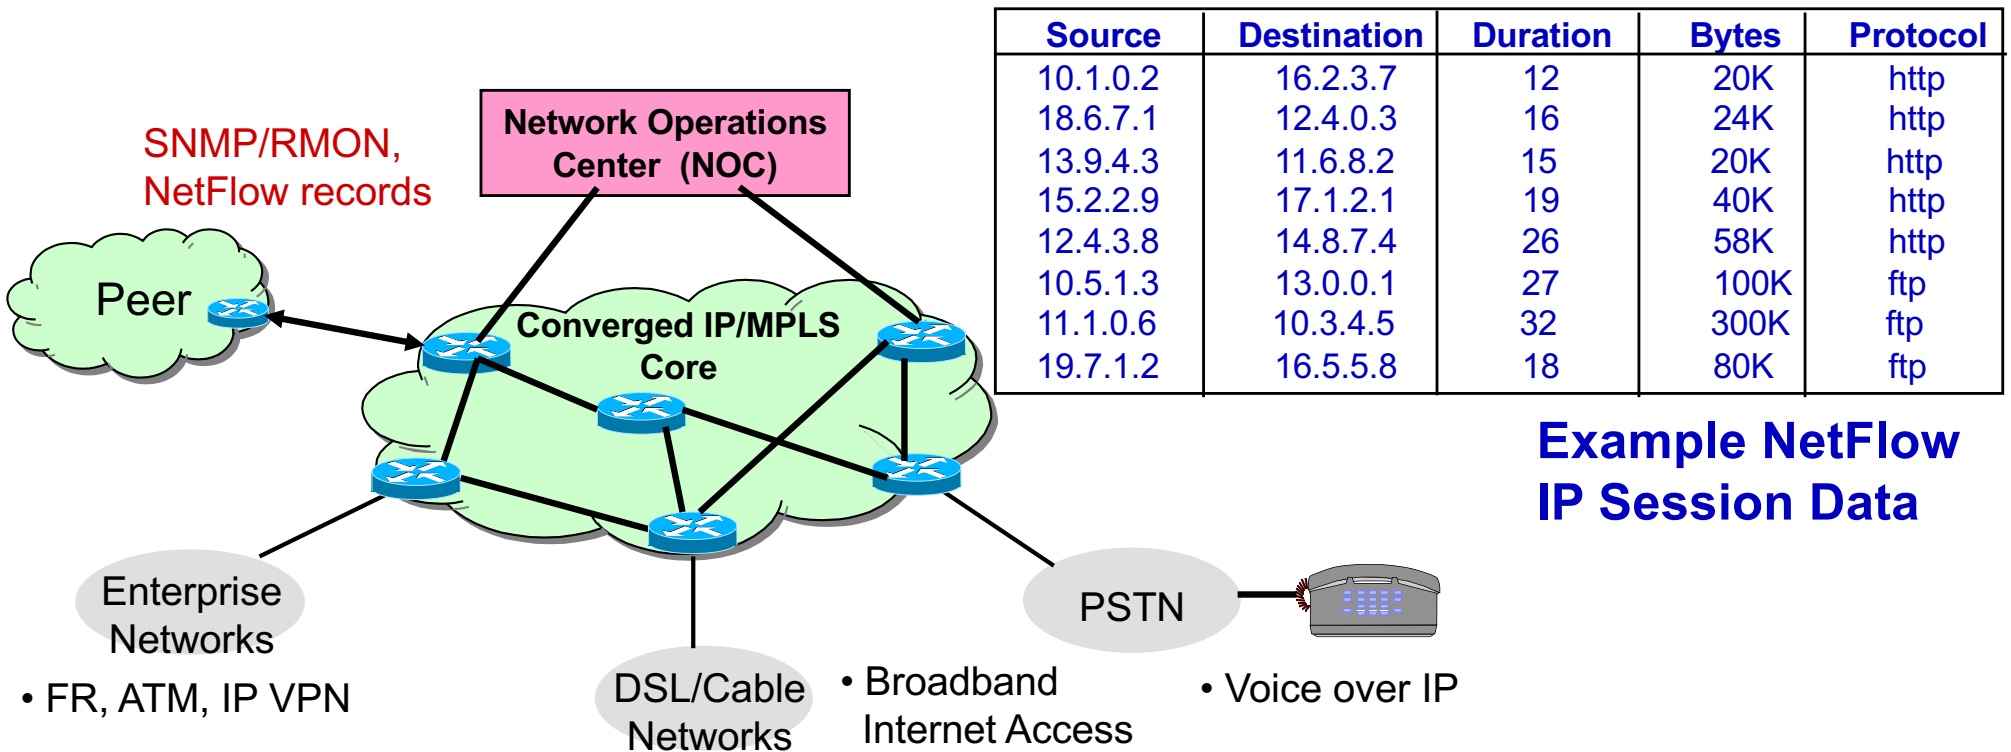 Source Destination Duration Bytes Protocol
10.1.0.2 16.2.3.7 12 20K http
18.6.7.1 12.4.0.3 16 24K http
13.9.4.3 11.6.8.2 15 20K http
15.2.2.9 17.1.2.1 19 40K http
12.4.3.8 14.8.7.4 26 58K http
10.5.1.3 13.0.0.1 27 100K ftp
11.1.0.6 10.3.4.5 32 300K ftp
19.7.1.2 16.5.5.8 18 80K ftp
Example NetFlow
IP Session Data
Network Operations
Center (NOC)
SNMP/RMON,
NetFlow records
Peer
Converged IP/MPLS
Core
Enterprise
Networks
• FR, ATM, IP VPN
DSL/Cable
Networks
• Broadband
Internet Access
PSTN
• Voice over IP